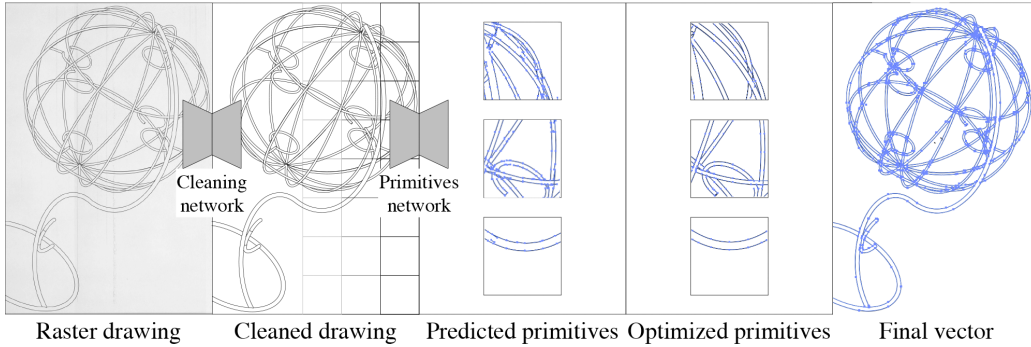 Cleaning
network
Primitives
network
Raster drawing
Cleaned drawing
Predicted primitives
Optimized primitives
Final vector